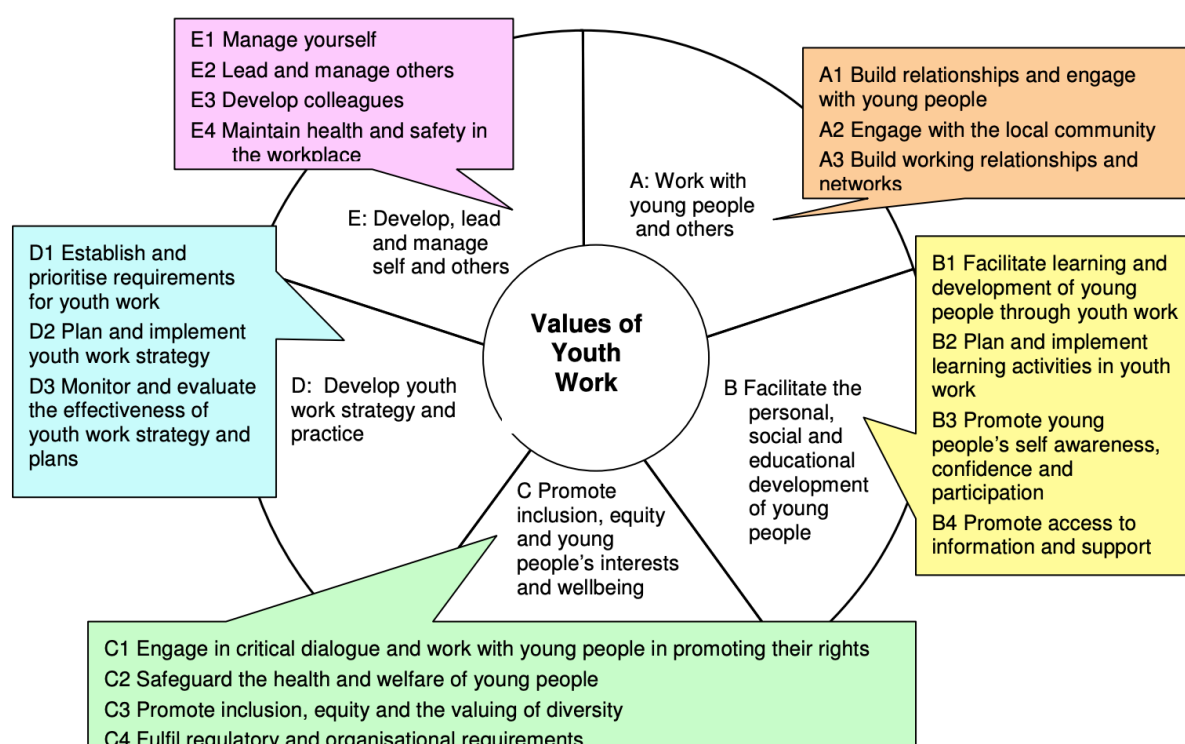 E1 Manage yourself
E2 Lead and manage others
E3 Develop colleagues
E4 Maintain health and safety in
the workplace
A1 Build relationships and engage
with young people
A2 Engage with the local community
A3 Build working relationships and
networks
A: Work with
young people
and others
E: Develop, lead
and manage
self and others
D1 Establish and
prioritise requirements
for youth work
D2 Plan and implement
youth work strategy
D3 Monitor and evaluate
the effectiveness of
youth work strategy and
plans
B1 Facilitate learning and
development of young
people through youth work
B2 Plan and implement
learning activities in youth
work
B3 Promote young
people's self awareness,
confidence and
participation
B4 Promote access to
information and support
Values of
Youth
Work
D: Develop youth
work strategy and
practice
B Facilitate the
personal,
social and
educational
development
of young
people
C Promote
inclusion, equity
and young
people's interests
and wellbeing
C1 Engage in critical dialogue and work with young people in promoting their rights
C2 Safeguard the health and welfare of young people
C3 Promote inclusion, equity and the valuing of diversity
C4 Fulfil regulatory and organisational requirements